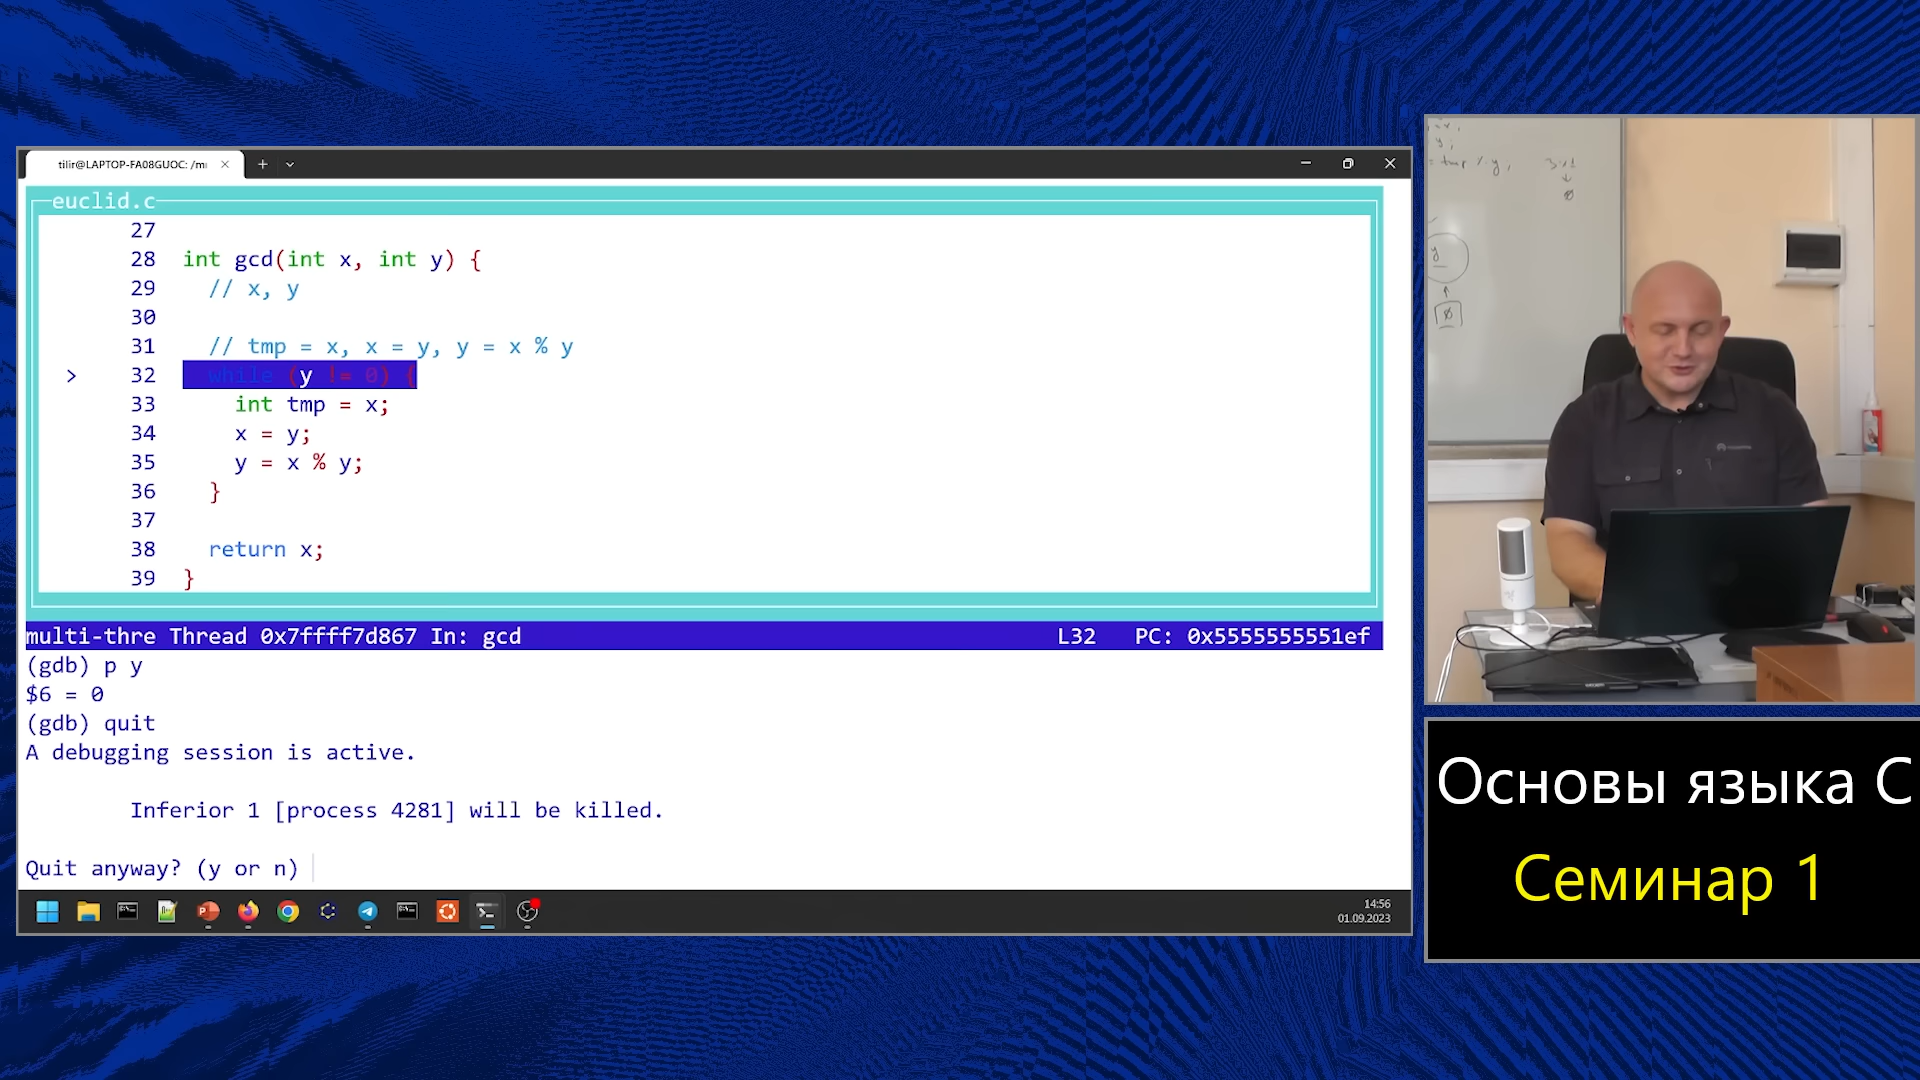 tilir@LAPTOP-FA08GUOC: /m
euclid.c
27
28 int gcd(int x, int y) {
29 // x, y
30
31 // tmp = x, x = y, y = x % y
> 32 while (y != 0) {
33 int tmp = x;
34 x = y;
35 y = x % y;
36 }
37
38 return x;
39 }
multi-thre Thread 0x7ffff7d867 In: gcd L32 PC: 0x5555555551ef
(gdb) p y
$6 = 0
(gdb) quit
A debugging session is active.
Inferior 1 [process 4281] will be killed.
Quit anyway? (y or n)
14:56
01.09.2023
= tmp % y;
y
Основы языка C
Семинар 1